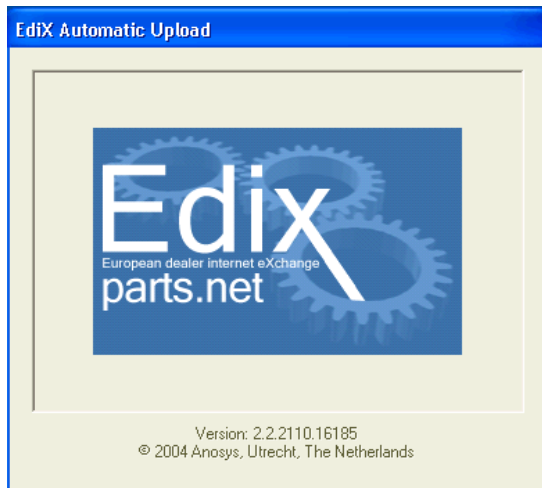 EdiX Automatic Upload
Edix
European dealer internet eXchange
parts.net
Version: 2.2.2110.16185
© 2004 Anosys, Utrecht, The Netherlands